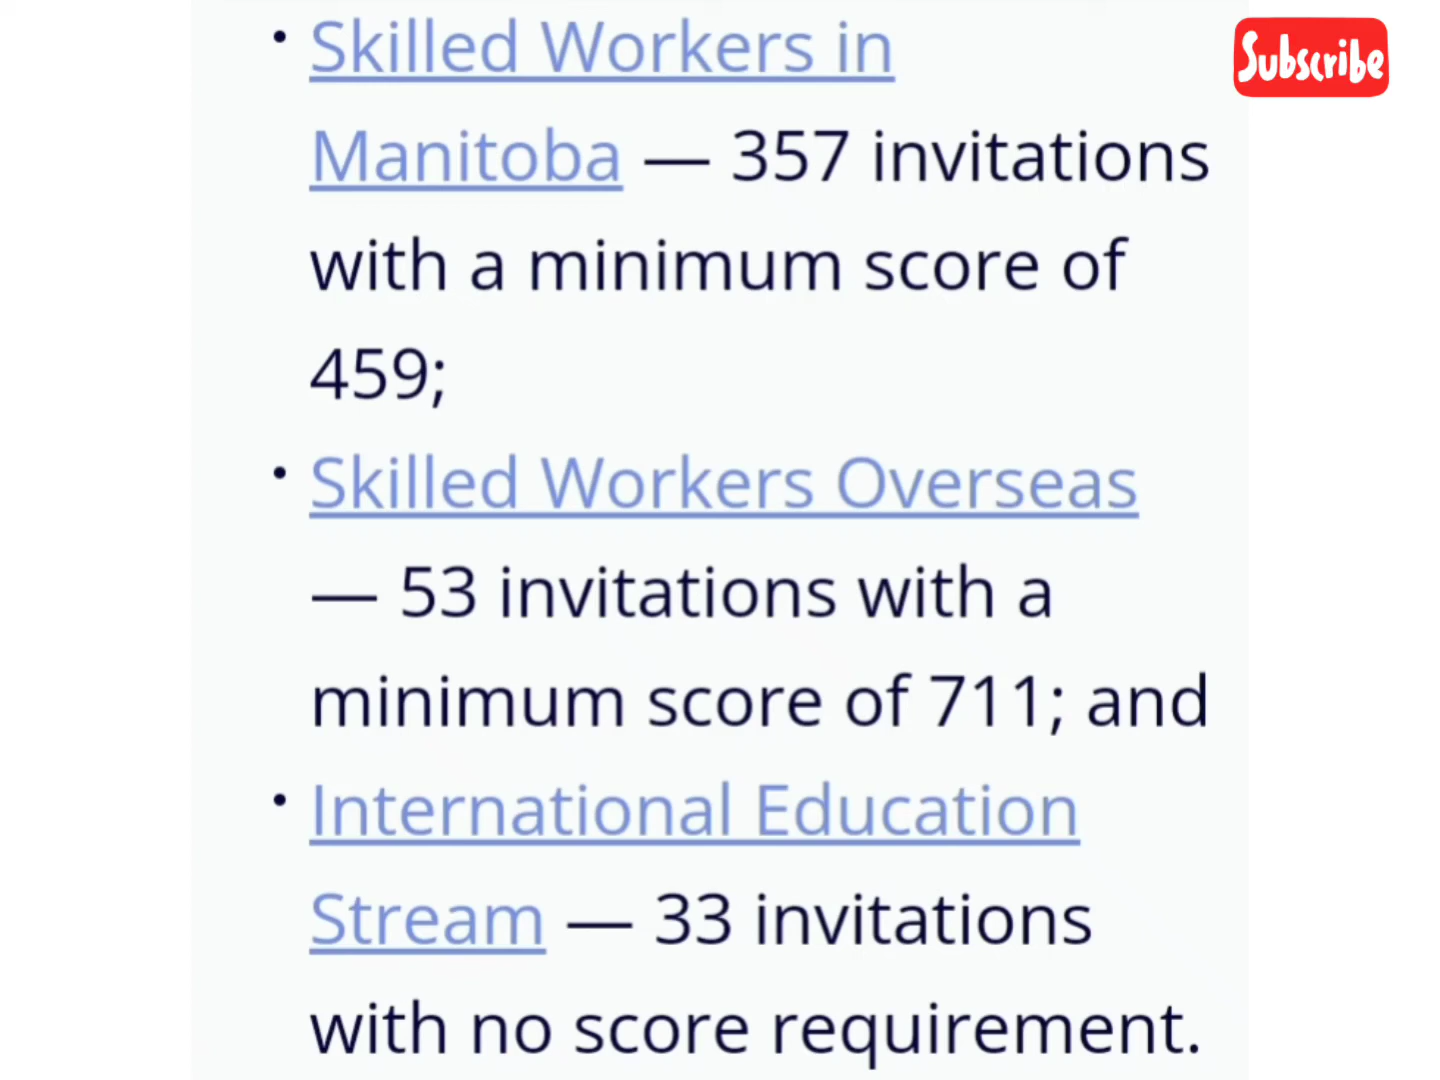 Subscribe
• Skilled Workers in
Manitoba — 357 invitations
with a minimum score of
459;
• Skilled Workers Overseas
— 53 invitations with a
minimum score of 711; and
• International Education
Stream — 33 invitations
with no score requirement.